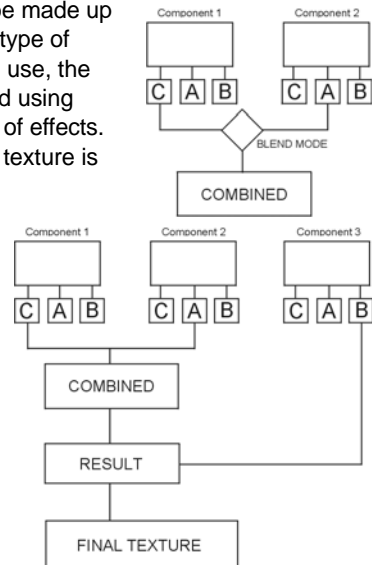 be made up
type of
use, the
d using
of effects.
texture is
Component 1 Component 2
C A B C A B
BLEND MODE
COMBINED
Component 1 Component 2 Component 3
C A B C A B C A B
COMBINED
RESULT
FINAL TEXTURE